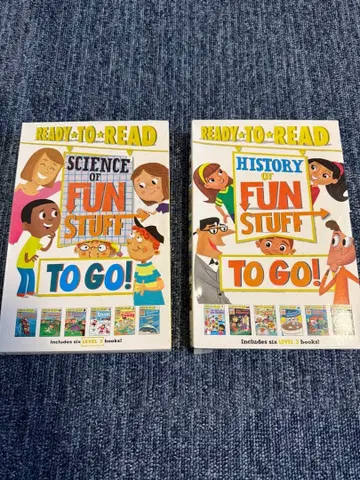 READY★TO★READ
SCIENCE
OF
FUN
STUFF
TO GO!
Includes six LEVEL 3 books!
READY★TO★READ
HISTORY
OF
FUN
STUFF
TO GO!
Includes six LEVEL 3 books!